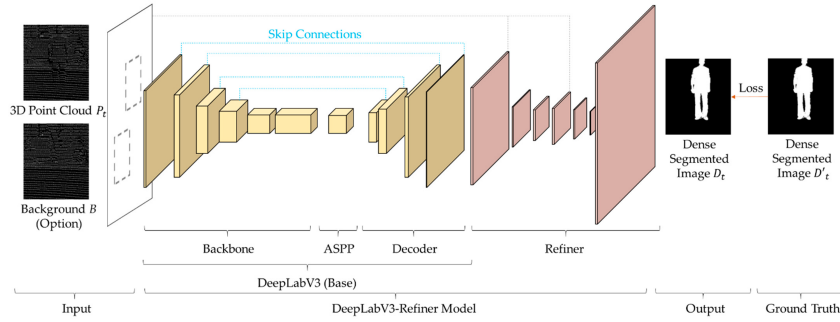 Skip Connections
3D Point Cloud Pₜ
Background B
(Option)
Loss
Dense
Segmented
Image Dₜ
Dense
Segmented
Image D′ₜ
Backbone
ASPP
Decoder
Refiner
DeepLabV3 (Base)
Input
DeepLabV3-Refiner Model
Output
Ground Truth